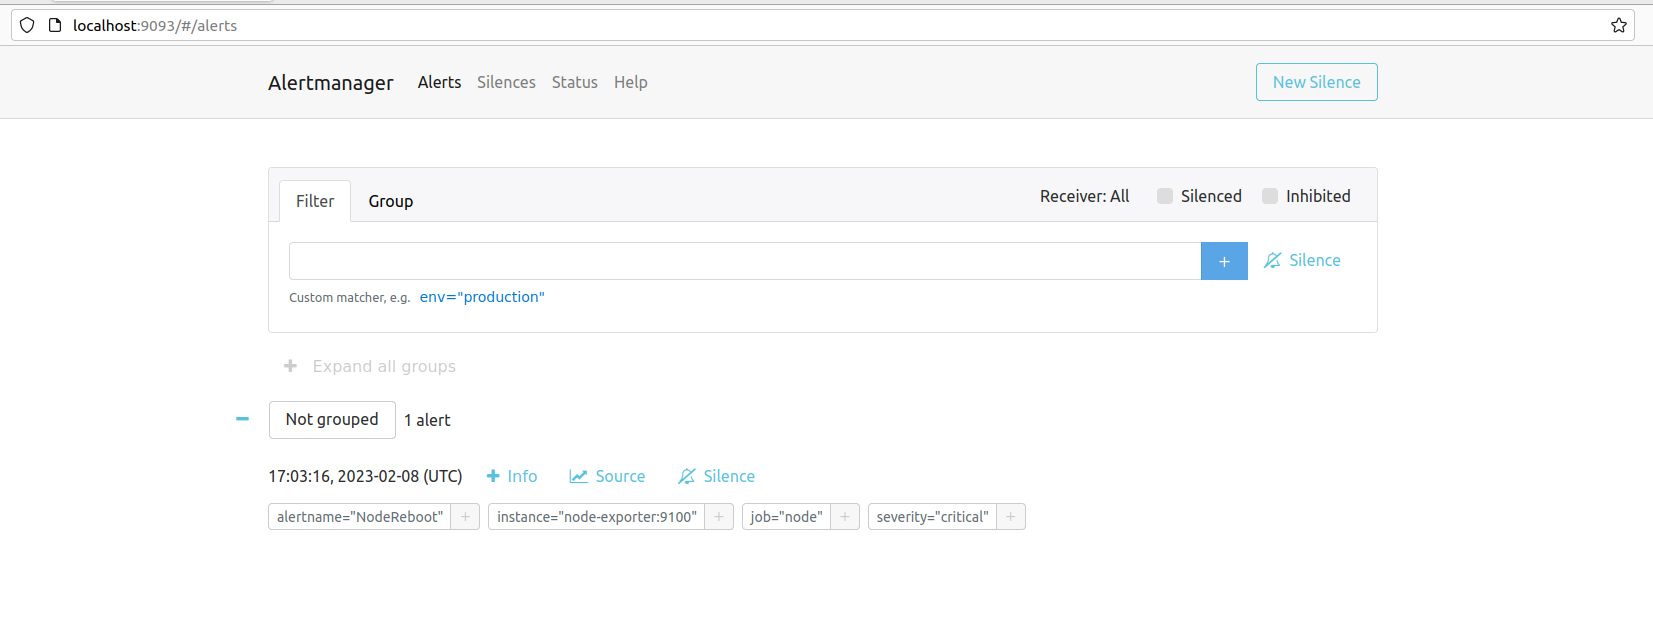 localhost:9093/#/alerts
Alertmanager Alerts Silences Status Help New Silence
Filter Group Receiver: All Silenced Inhibited
+ Silence
Custom matcher, e.g. env="production"
+ Expand all groups
Not grouped 1 alert
17:03:16, 2023-02-08 (UTC) + Info Source Silence
alertname="NodeReboot" + instance="node-exporter:9100" + job="node" + severity="critical" +